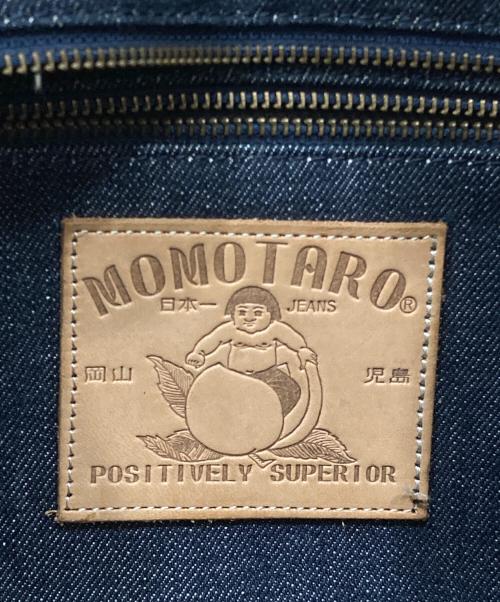 MOMOTARO®
日本一 JEANS
岡山 児島
POSITIVELY SUPERIOR